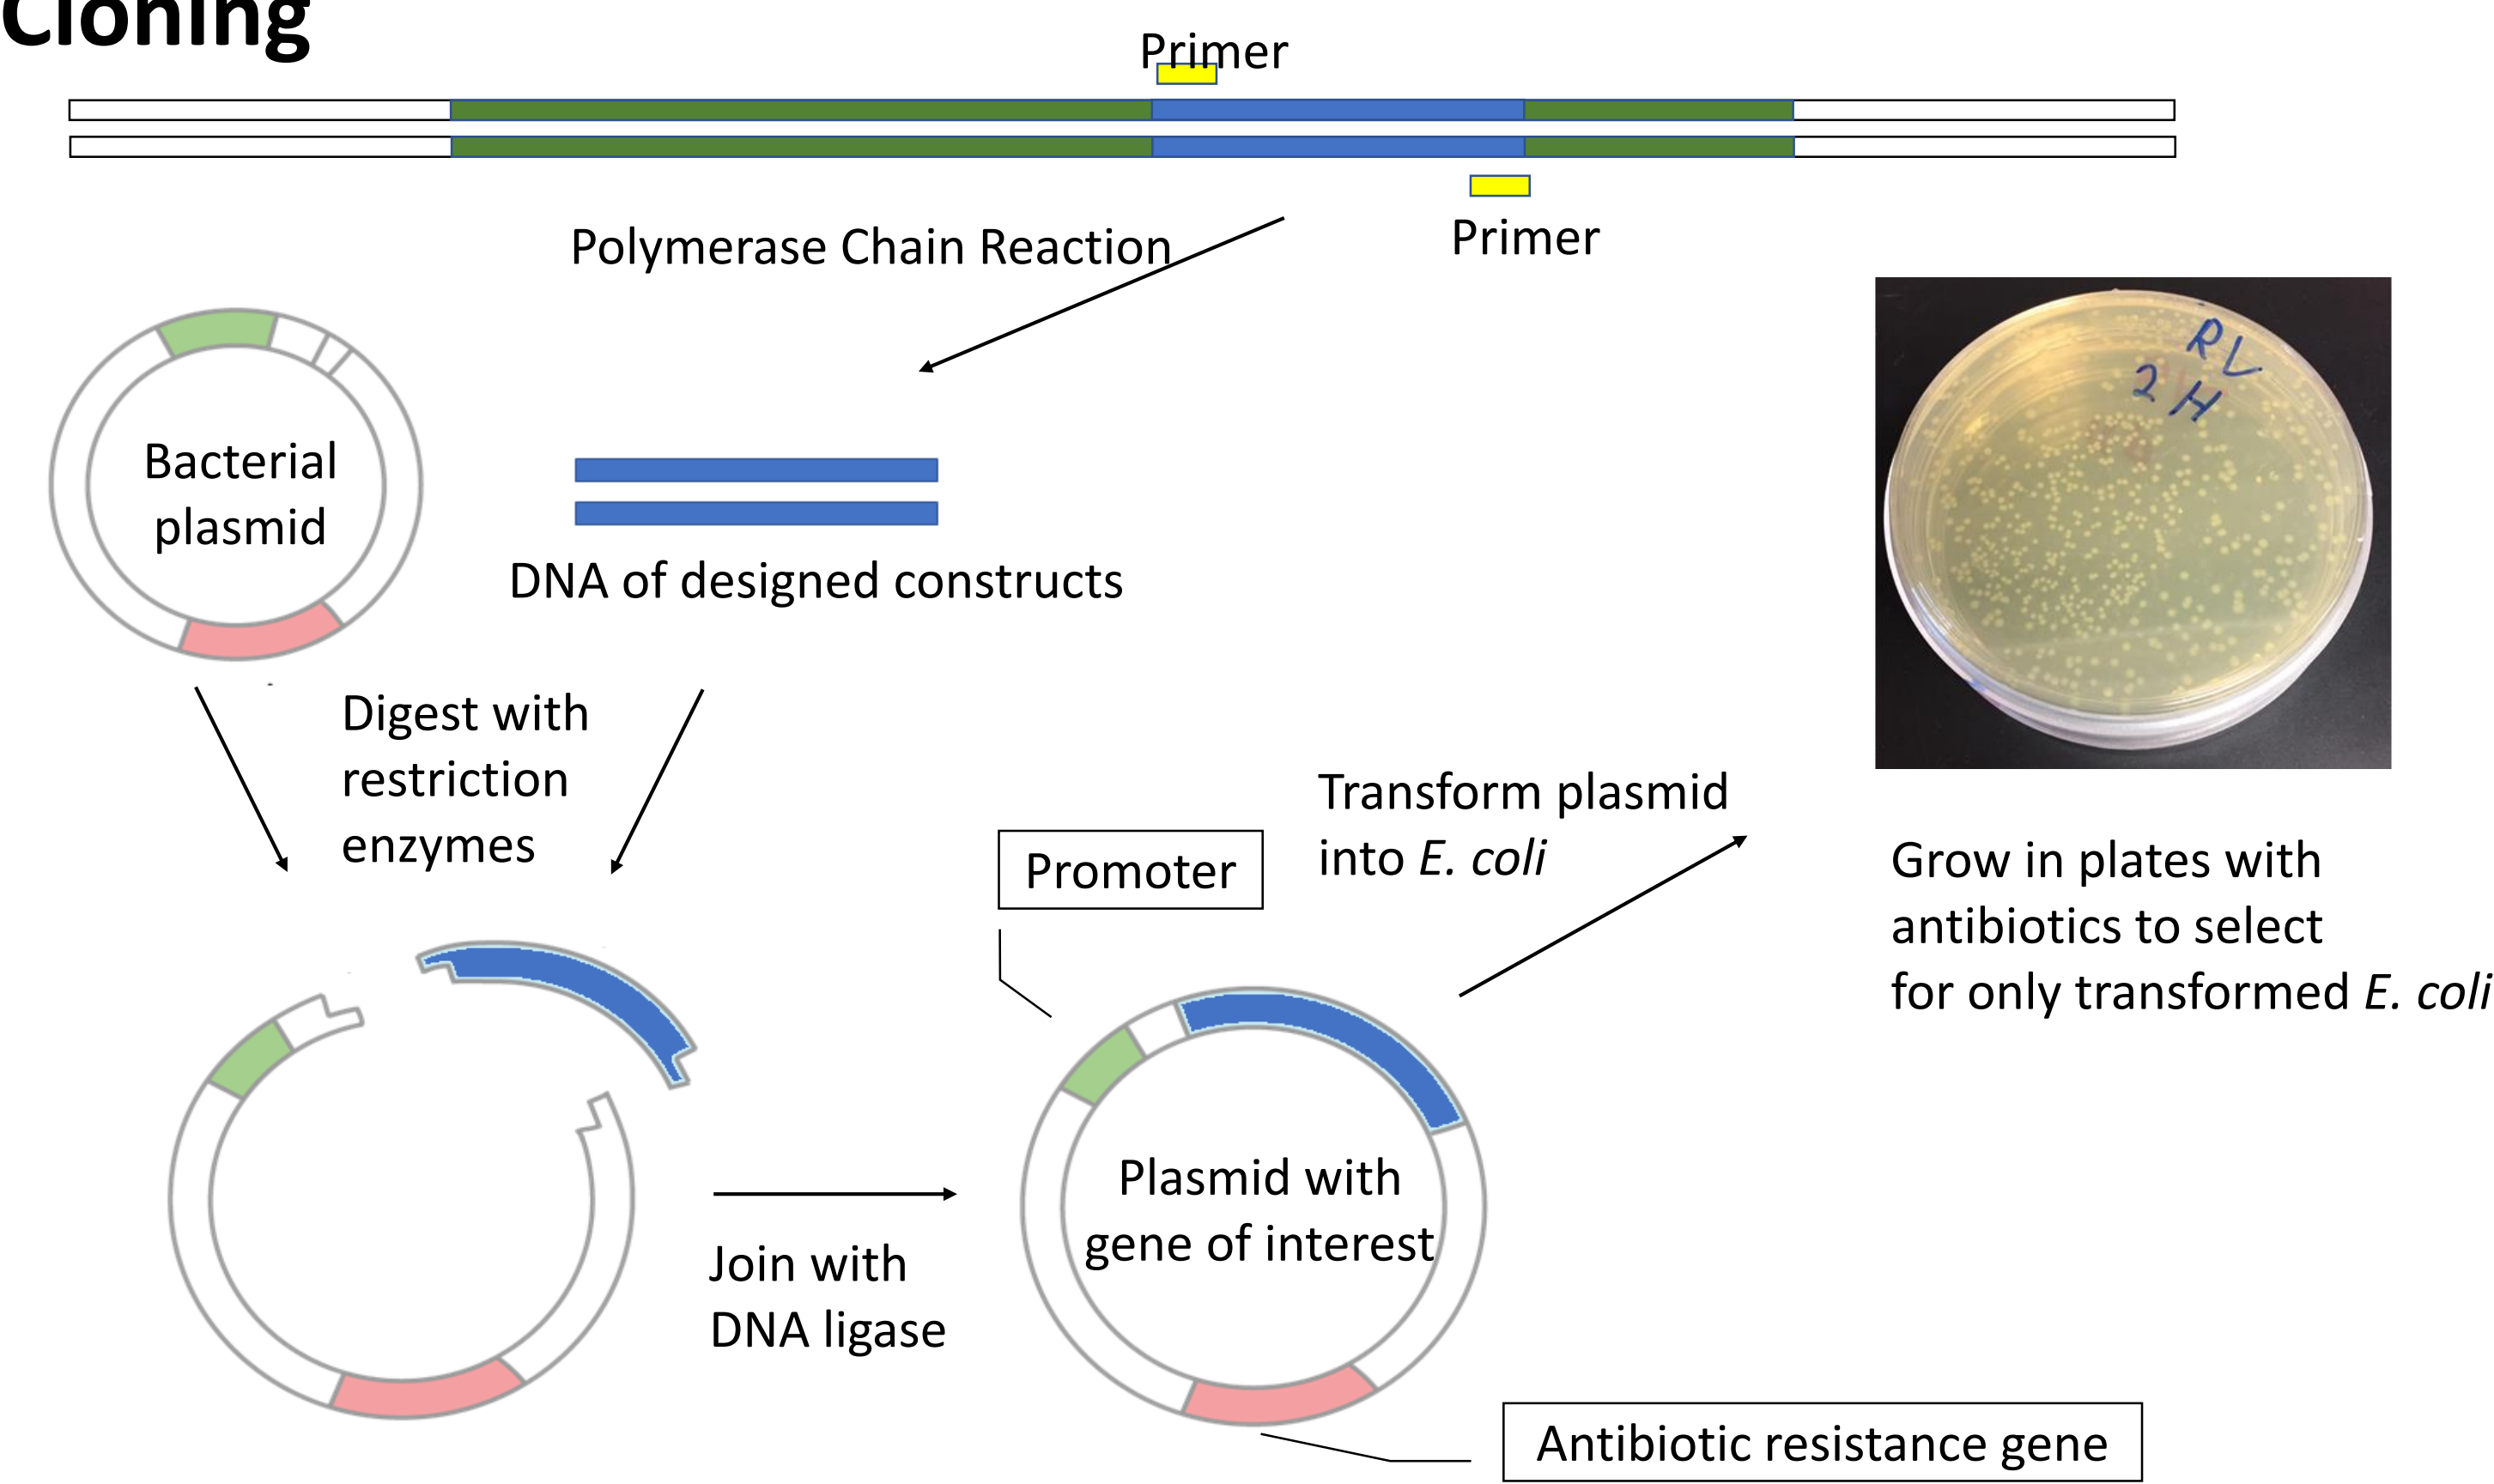 Cloning
Primer
Primer
Polymerase Chain Reaction
RL
2H
Bacterial
plasmid
DNA of designed constructs
Digest with
restriction
enzymes
Transform plasmid
into E. coli
Promoter
Grow in plates with
antibiotics to select
for only transformed E. coli
Plasmid with
gene of interest
Join with
DNA ligase
Antibiotic resistance gene